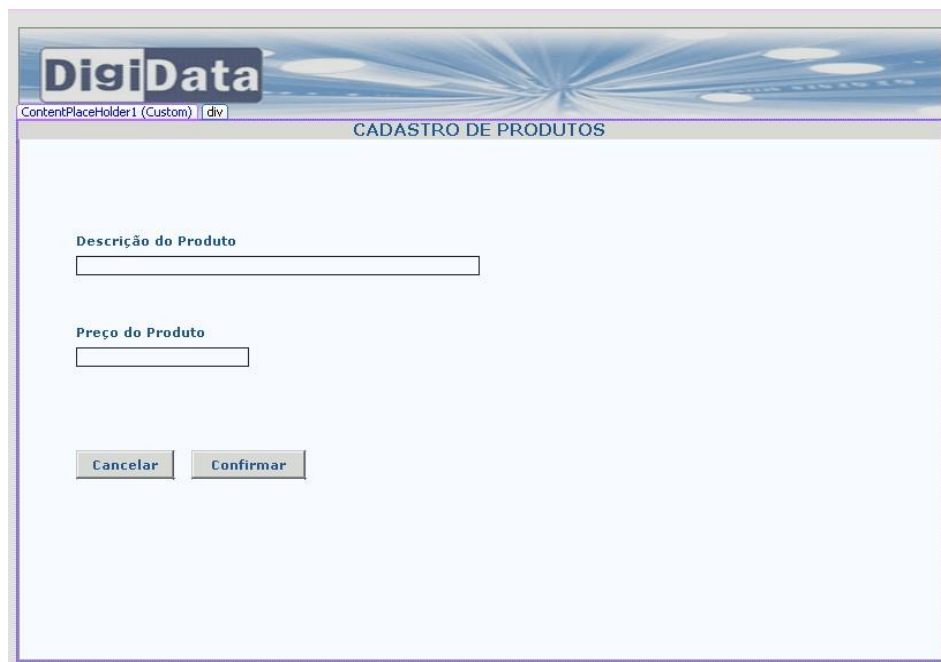 DigiData
ContentPlaceHolder1 (Custom) div
CADASTRO DE PRODUTOS
Descrição do Produto
Preço do Produto
Cancelar Confirmar